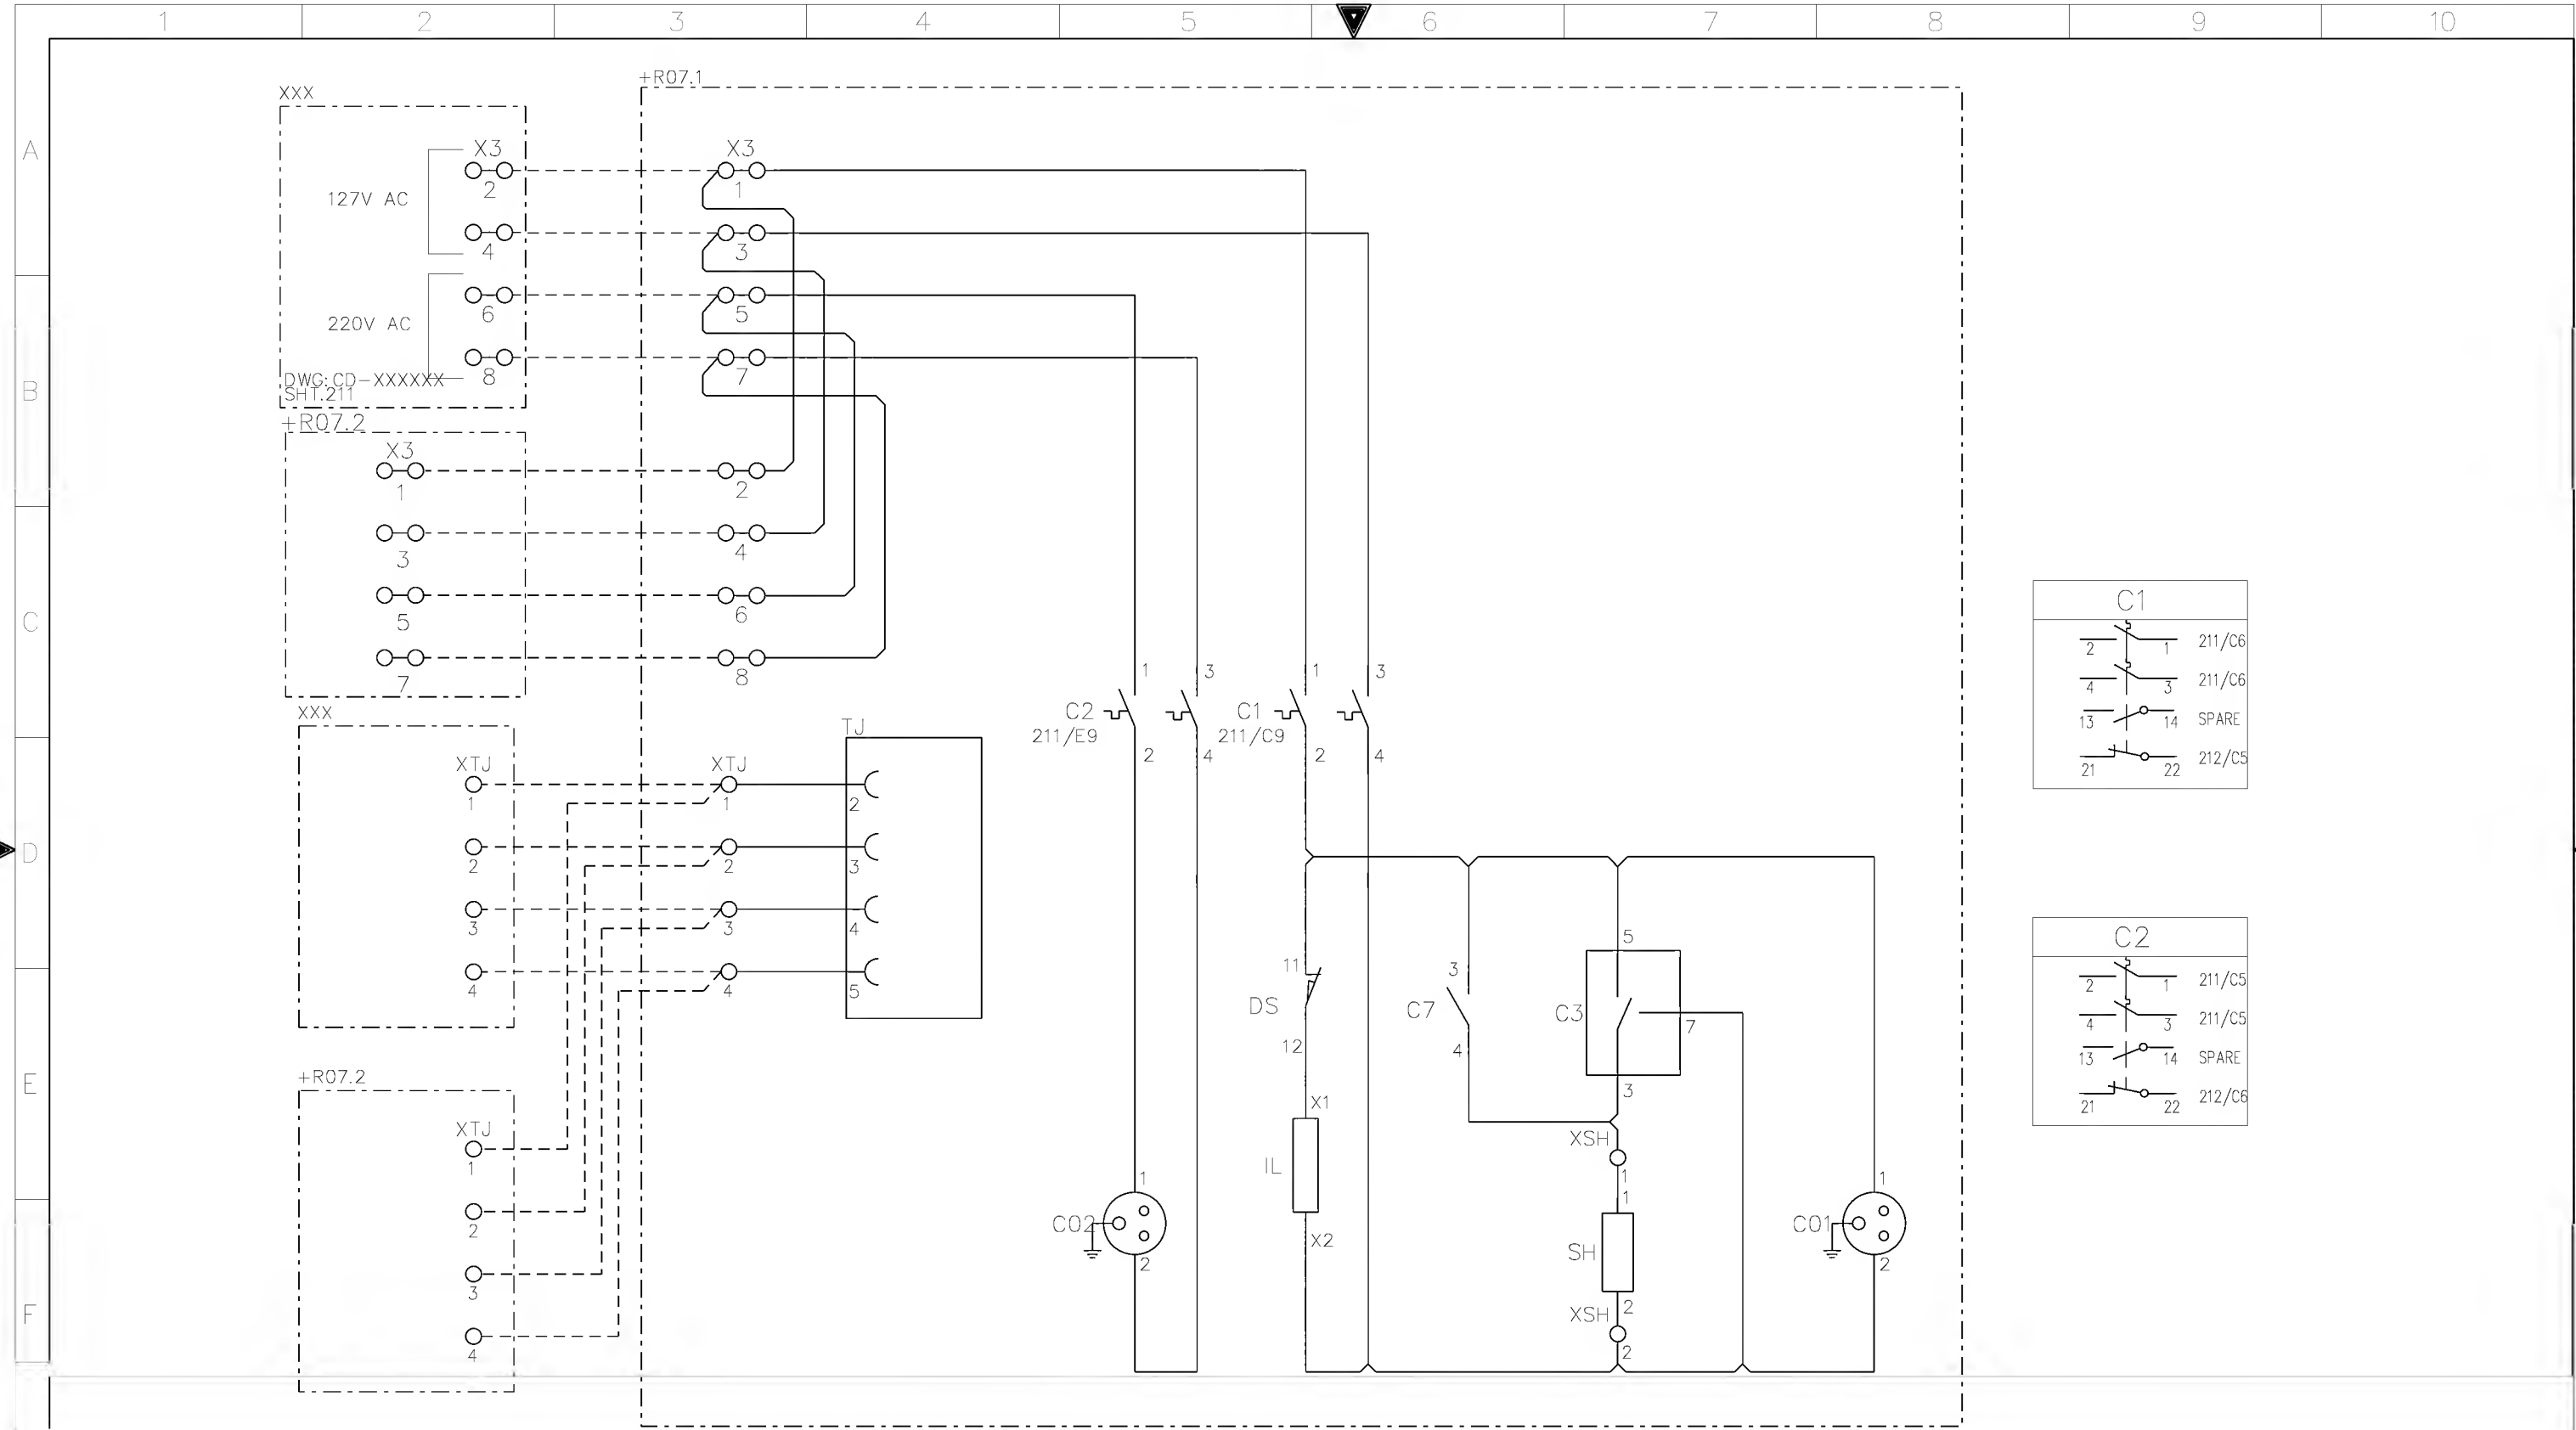 1 2 3 4 5 6 7 8 9 10
A
B
C
D
E
F
XXX
X3
127V AC
2
4
220V AC
6
8
DWG:CD-XXXXXX
SHT.211
+R07.2
X3
1
3
5
7
XXX
XTJ
1
2
3
4
+R07.2
XTJ
1
2
3
4
+R07.1
X3
1
3
5
7
2
4
6
8
XTJ
1
2
3
4
TJ
2
3
4
5
1 3
C2
211/E9
2 4
1 3
C1
211/C9
2 4
1
CO2
2
11
DS
12
X1
IL
X2
3
C7
4
5
C3
7
3
XSH
1
1
SH
2
XSH
2
1
CO1
2
C1
2 1 211/C6
4 3 211/C6
13 14 SPARE
21 22 212/C5
C2
2 1 211/C5
4 3 211/C5
13 14 SPARE
21 22 212/C6